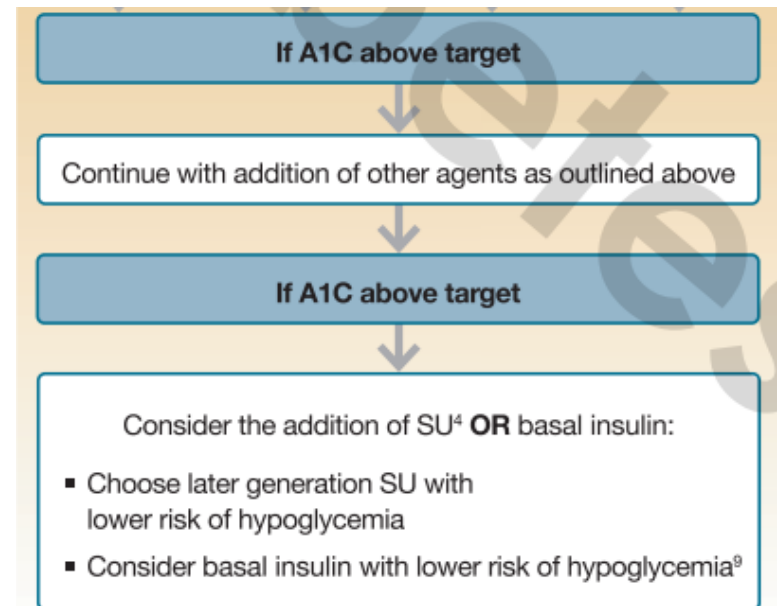 If A1C above target
Continue with addition of other agents as outlined above
If A1C above target
Consider the addition of SU⁴ OR basal insulin:
▪ Choose later generation SU with
lower risk of hypoglycemia
▪ Consider basal insulin with lower risk of hypoglycemia⁹
etes